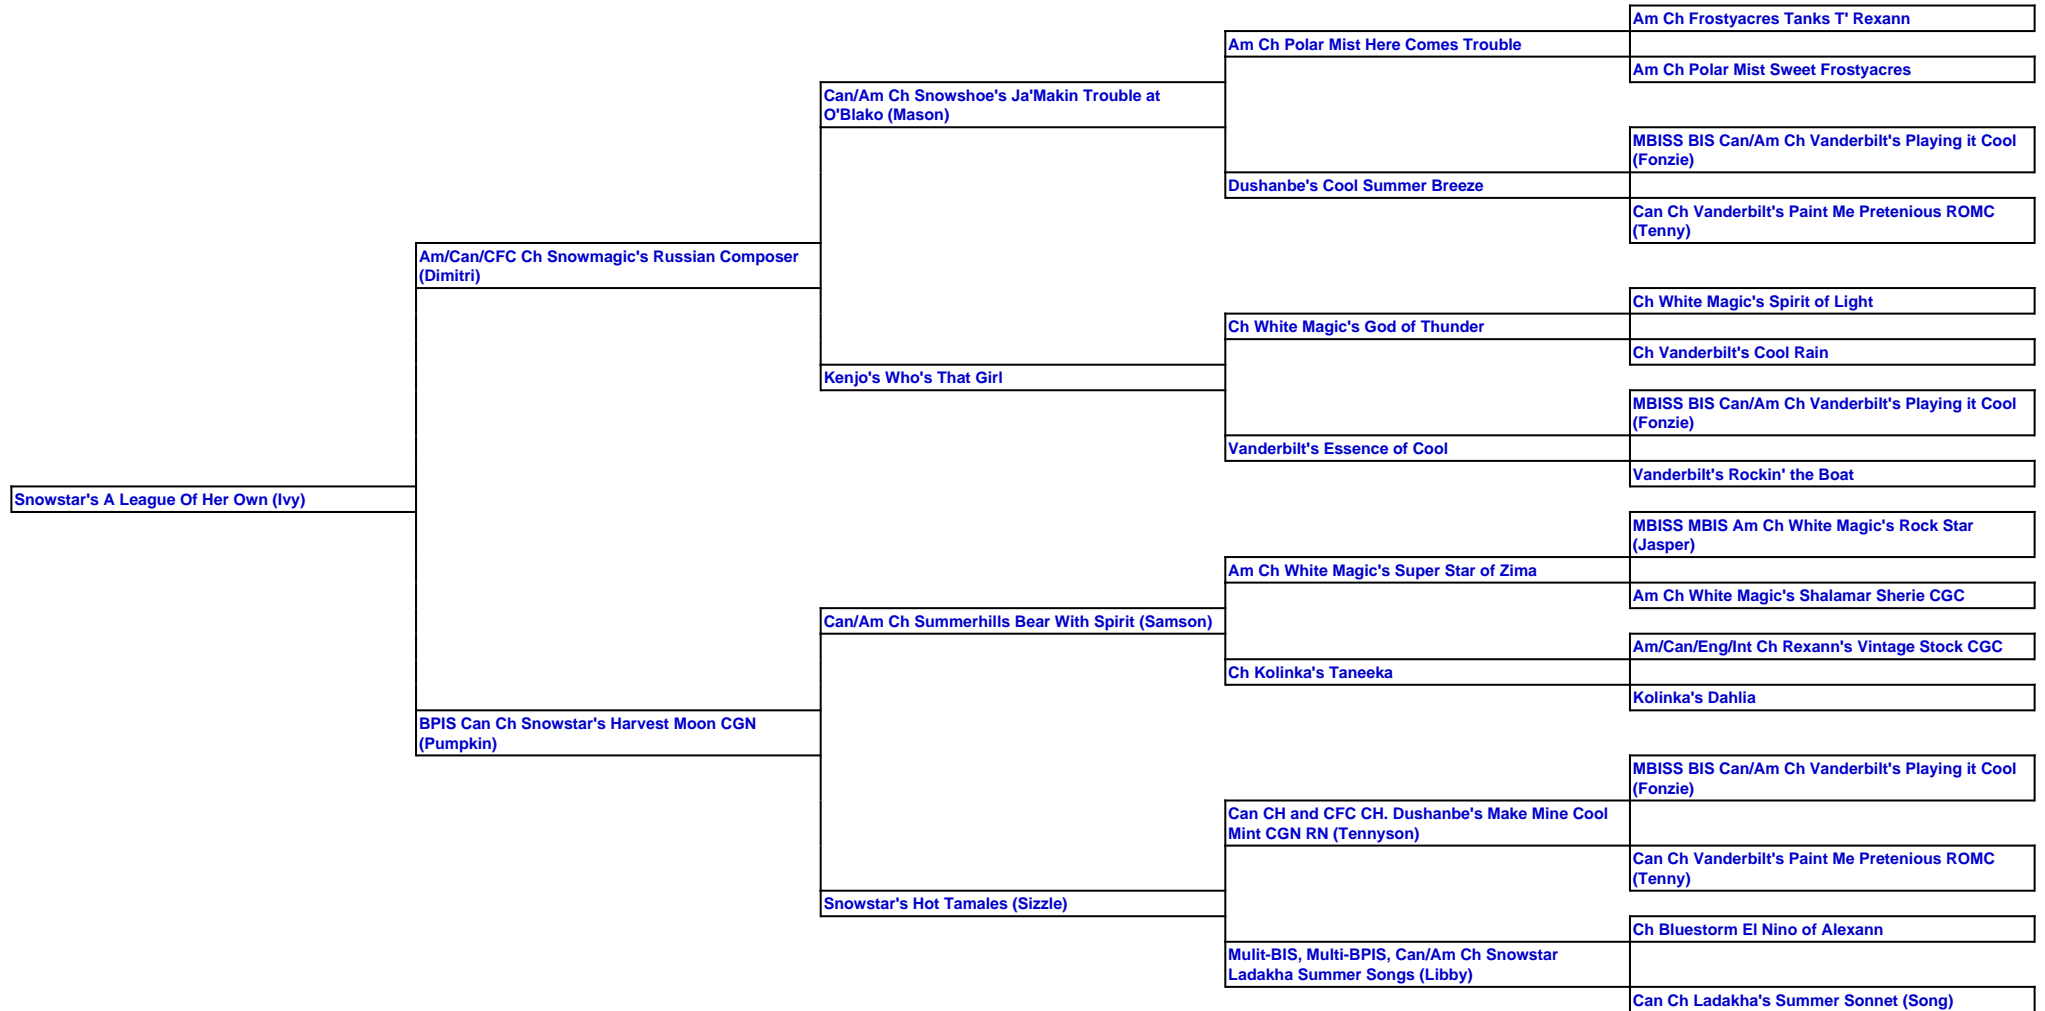 Am Ch Frostyacres Tanks T' Rexann
Am Ch Polar Mist Here Comes Trouble
Am Ch Polar Mist Sweet Frostyacres
Can/Am Ch Snowshoe's Ja'Makin Trouble at
O'Blako (Mason)
MBISS BIS Can/Am Ch Vanderbilt's Playing it Cool
(Fonzie)
Dushanbe's Cool Summer Breeze
Can Ch Vanderbilt's Paint Me Pretenious ROMC
(Tenny)
Am/Can/CFC Ch Snowmagic's Russian Composer
(Dimitri)
Ch White Magic's Spirit of Light
Ch White Magic's God of Thunder
Ch Vanderbilt's Cool Rain
Kenjo's Who's That Girl
MBISS BIS Can/Am Ch Vanderbilt's Playing it Cool
(Fonzie)
Vanderbilt's Essence of Cool
Vanderbilt's Rockin' the Boat
Snowstar's A League Of Her Own (Ivy)
MBISS MBIS Am Ch White Magic's Rock Star
(Jasper)
Am Ch White Magic's Super Star of Zima
Am Ch White Magic's Shalamar Sherie CGC
Can/Am Ch Summerhills Bear With Spirit (Samson)
Am/Can/Eng/Int Ch Rexann's Vintage Stock CGC
Ch Kolinka's Taneeka
Kolinka's Dahlia
BPIS Can Ch Snowstar's Harvest Moon CGN
(Pumpkin)
MBISS BIS Can/Am Ch Vanderbilt's Playing it Cool
(Fonzie)
Can CH and CFC CH. Dushanbe's Make Mine Cool
Mint CGN RN (Tennyson)
Can Ch Vanderbilt's Paint Me Pretenious ROMC
(Tenny)
Snowstar's Hot Tamales (Sizzle)
Ch Bluestorm El Nino of Alexann
Mulit-BIS, Multi-BPIS, Can/Am Ch Snowstar
Ladakha Summer Songs (Libby)
Can Ch Ladakha's Summer Sonnet (Song)